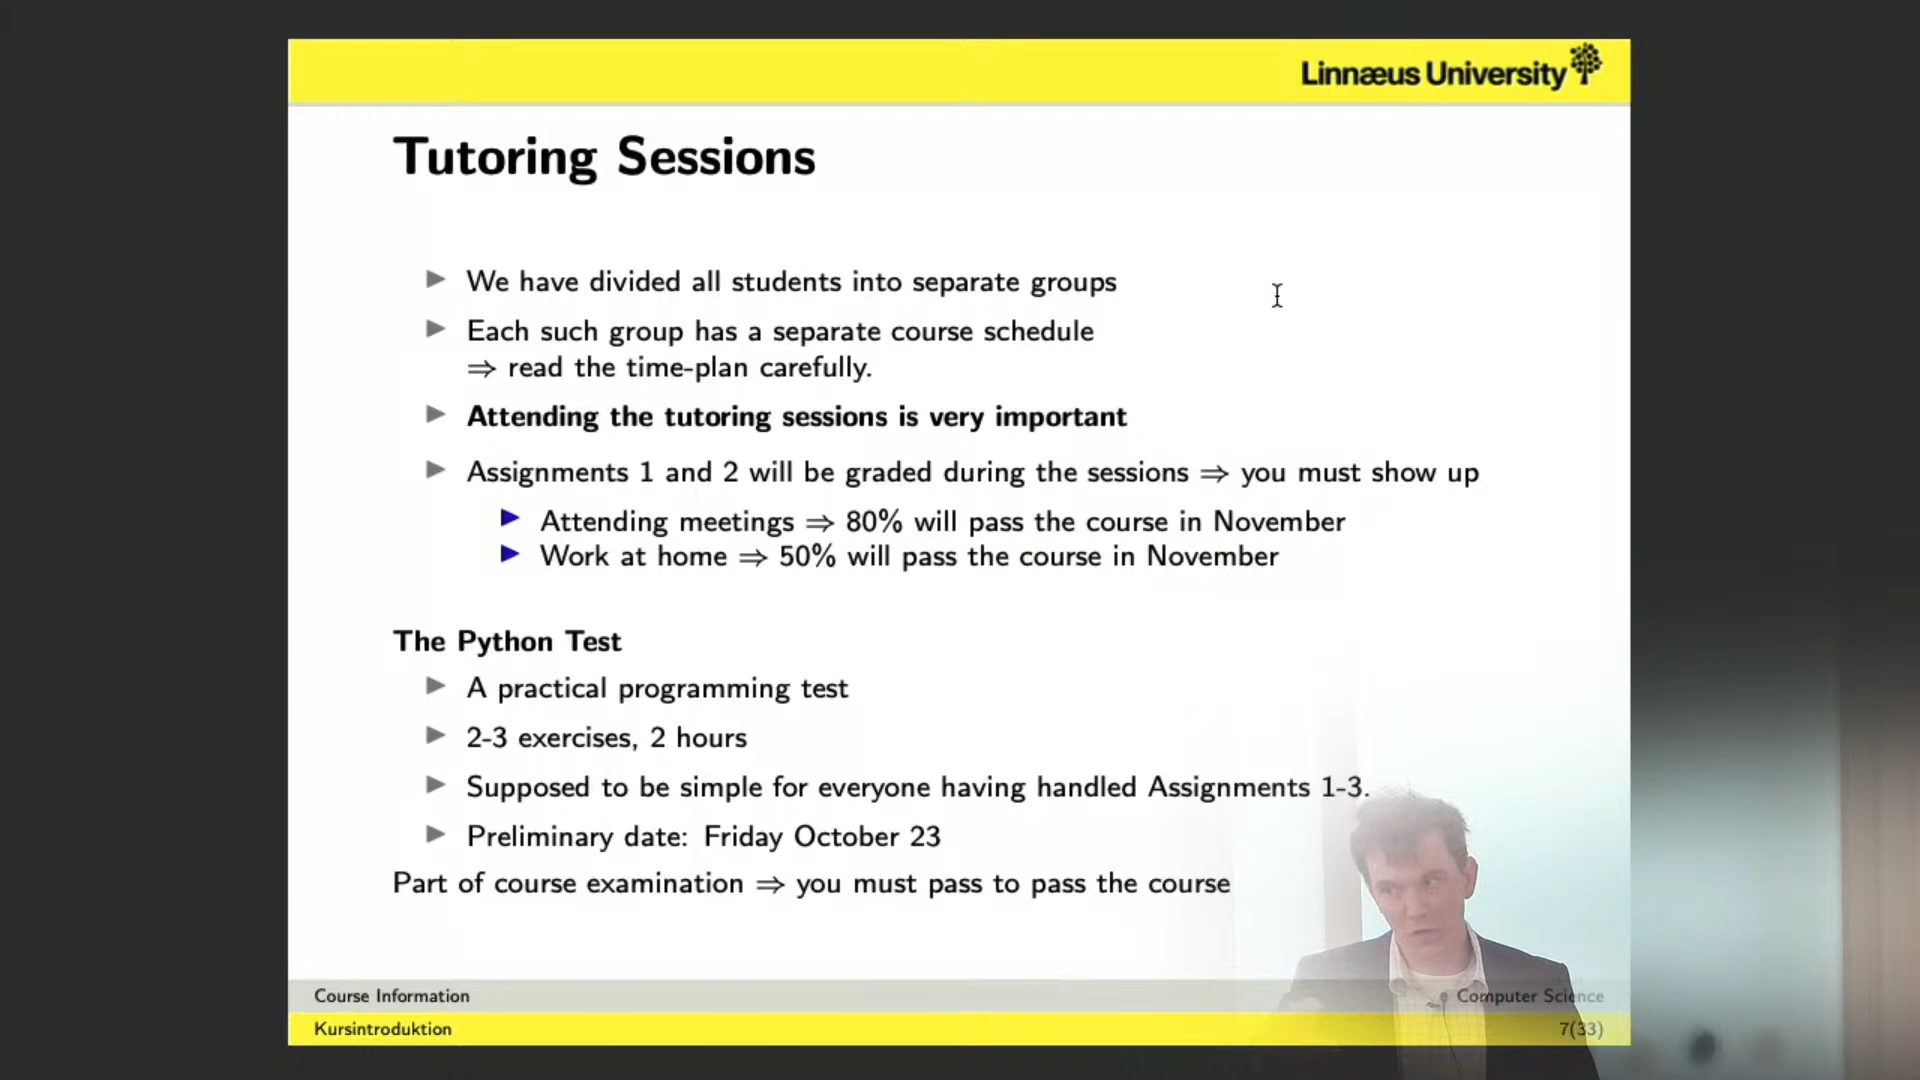 Linnæus University
Tutoring Sessions
We have divided all students into separate groups
Each such group has a separate course schedule
⇒ read the time-plan carefully.
Attending the tutoring sessions is very important
Assignments 1 and 2 will be graded during the sessions ⇒ you must show up
Attending meetings ⇒ 80% will pass the course in November
Work at home ⇒ 50% will pass the course in November
The Python Test
A practical programming test
2-3 exercises, 2 hours
Supposed to be simple for everyone having handled Assignments 1-3.
Preliminary date: Friday October 23
Part of course examination ⇒ you must pass to pass the course
Course Information
Computer Science
Kursintroduktion
7(33)